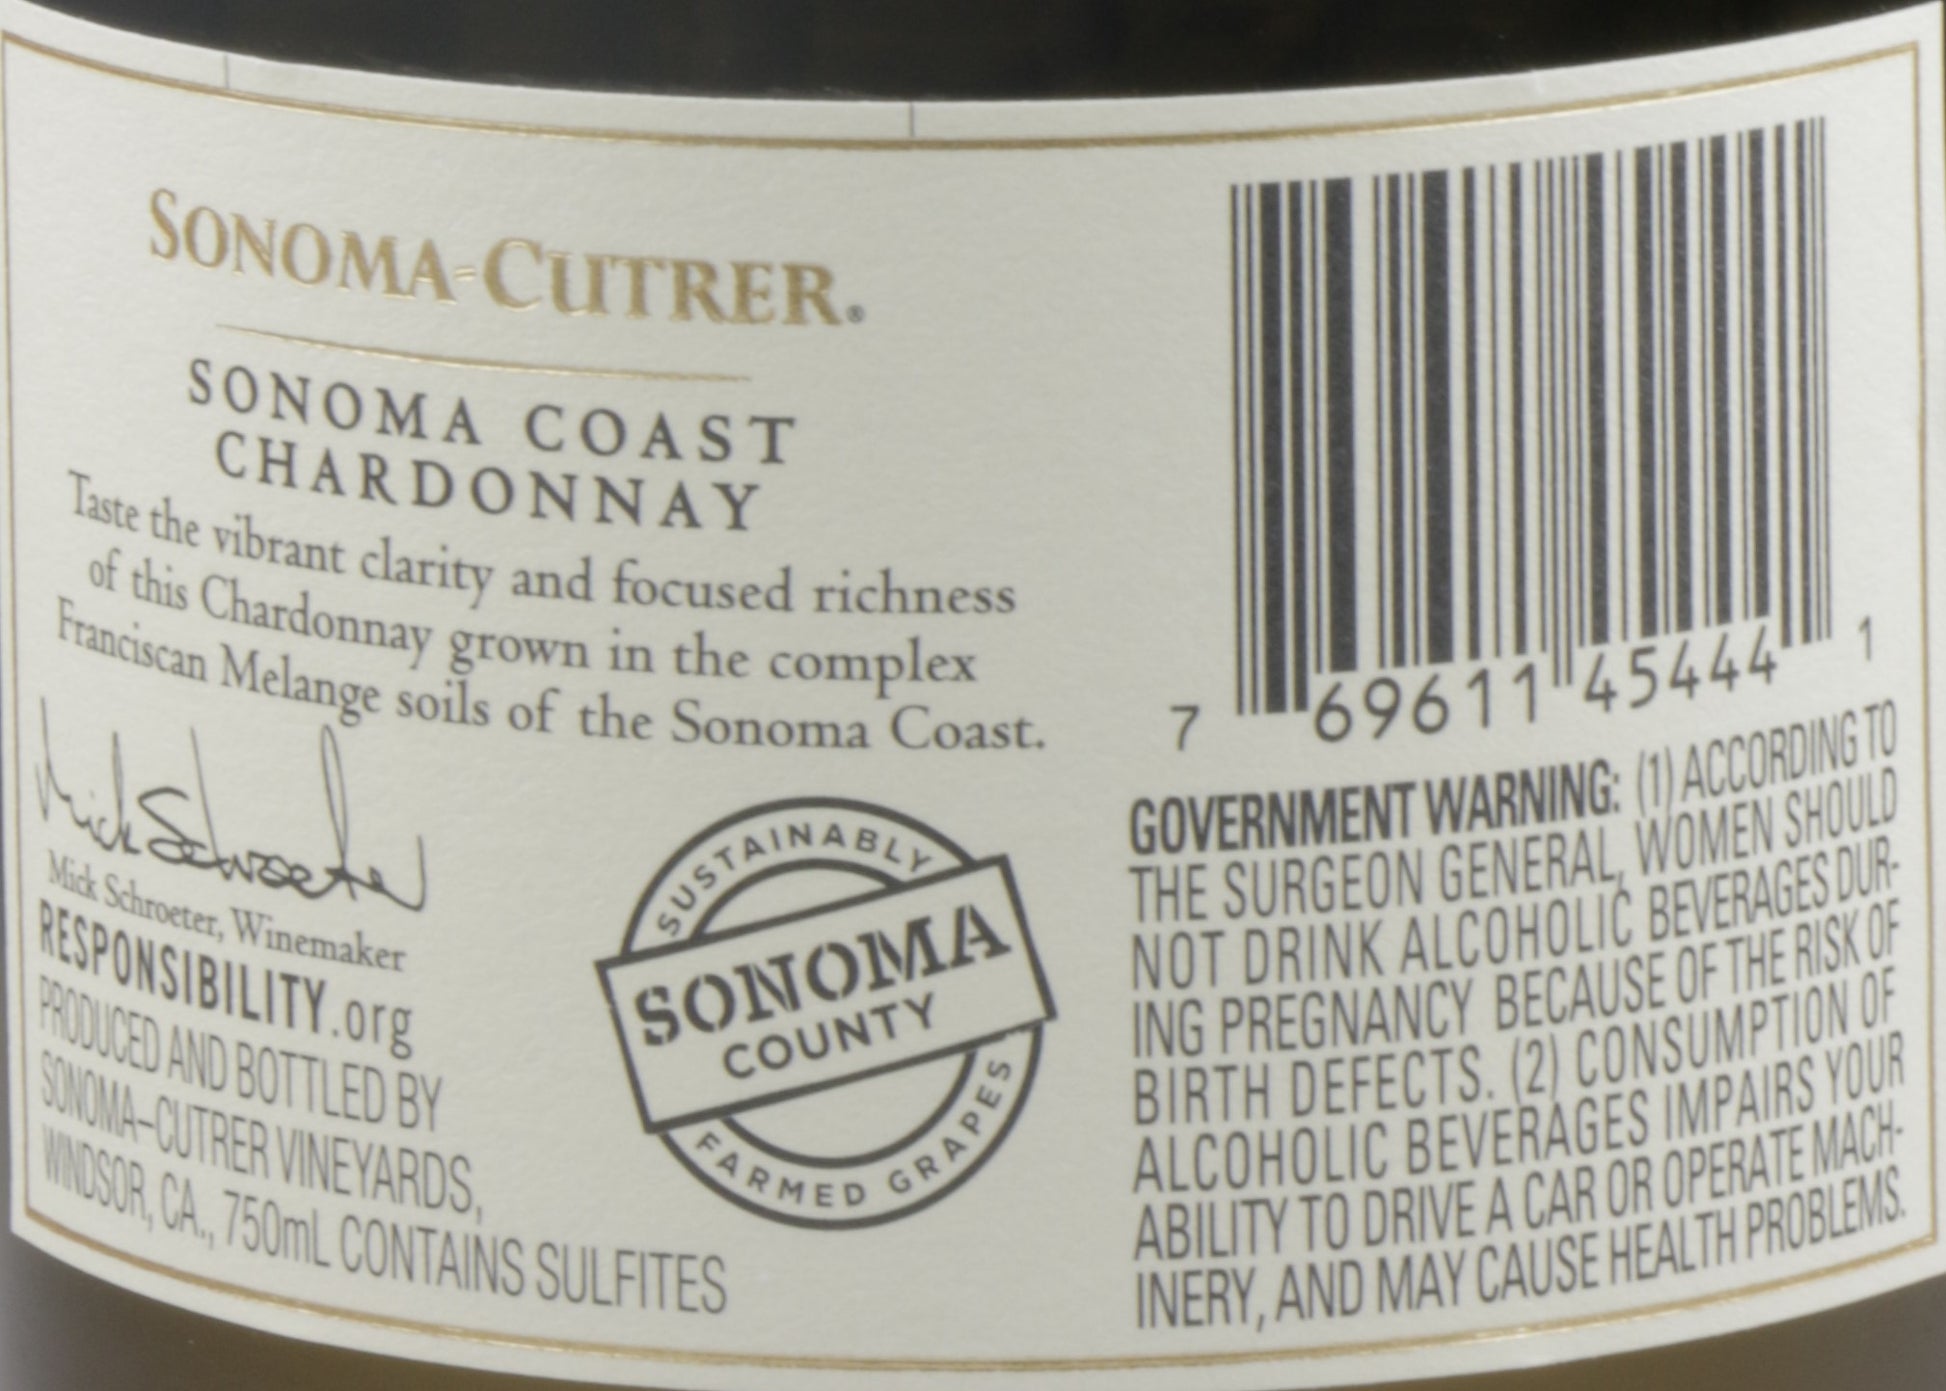 SONOMA-CUTRER®
SONOMA COAST
CHARDONNAY
Taste the vibrant clarity and focused richness
of this Chardonnay grown in the complex
Franciscan Melange soils of the Sonoma Coast.
Mick Schroeter
Mick Schroeter, Winemaker
RESPONSIBILITY.org
PRODUCED AND BOTTLED BY
SONOMA–CUTRER VINEYARDS,
WINDSOR, CA., 750mL CONTAINS SULFITES
SUSTAINABLY
SONOMA
COUNTY
FARMED GRAPES
7 69611 45444 1
GOVERNMENT WARNING: (1) ACCORDING TO
THE SURGEON GENERAL, WOMEN SHOULD
NOT DRINK ALCOHOLIC BEVERAGES DUR-
ING PREGNANCY BECAUSE OF THE RISK OF
BIRTH DEFECTS. (2) CONSUMPTION OF
ALCOHOLIC BEVERAGES IMPAIRS YOUR
ABILITY TO DRIVE A CAR OR OPERATE MACH-
INERY, AND MAY CAUSE HEALTH PROBLEMS.